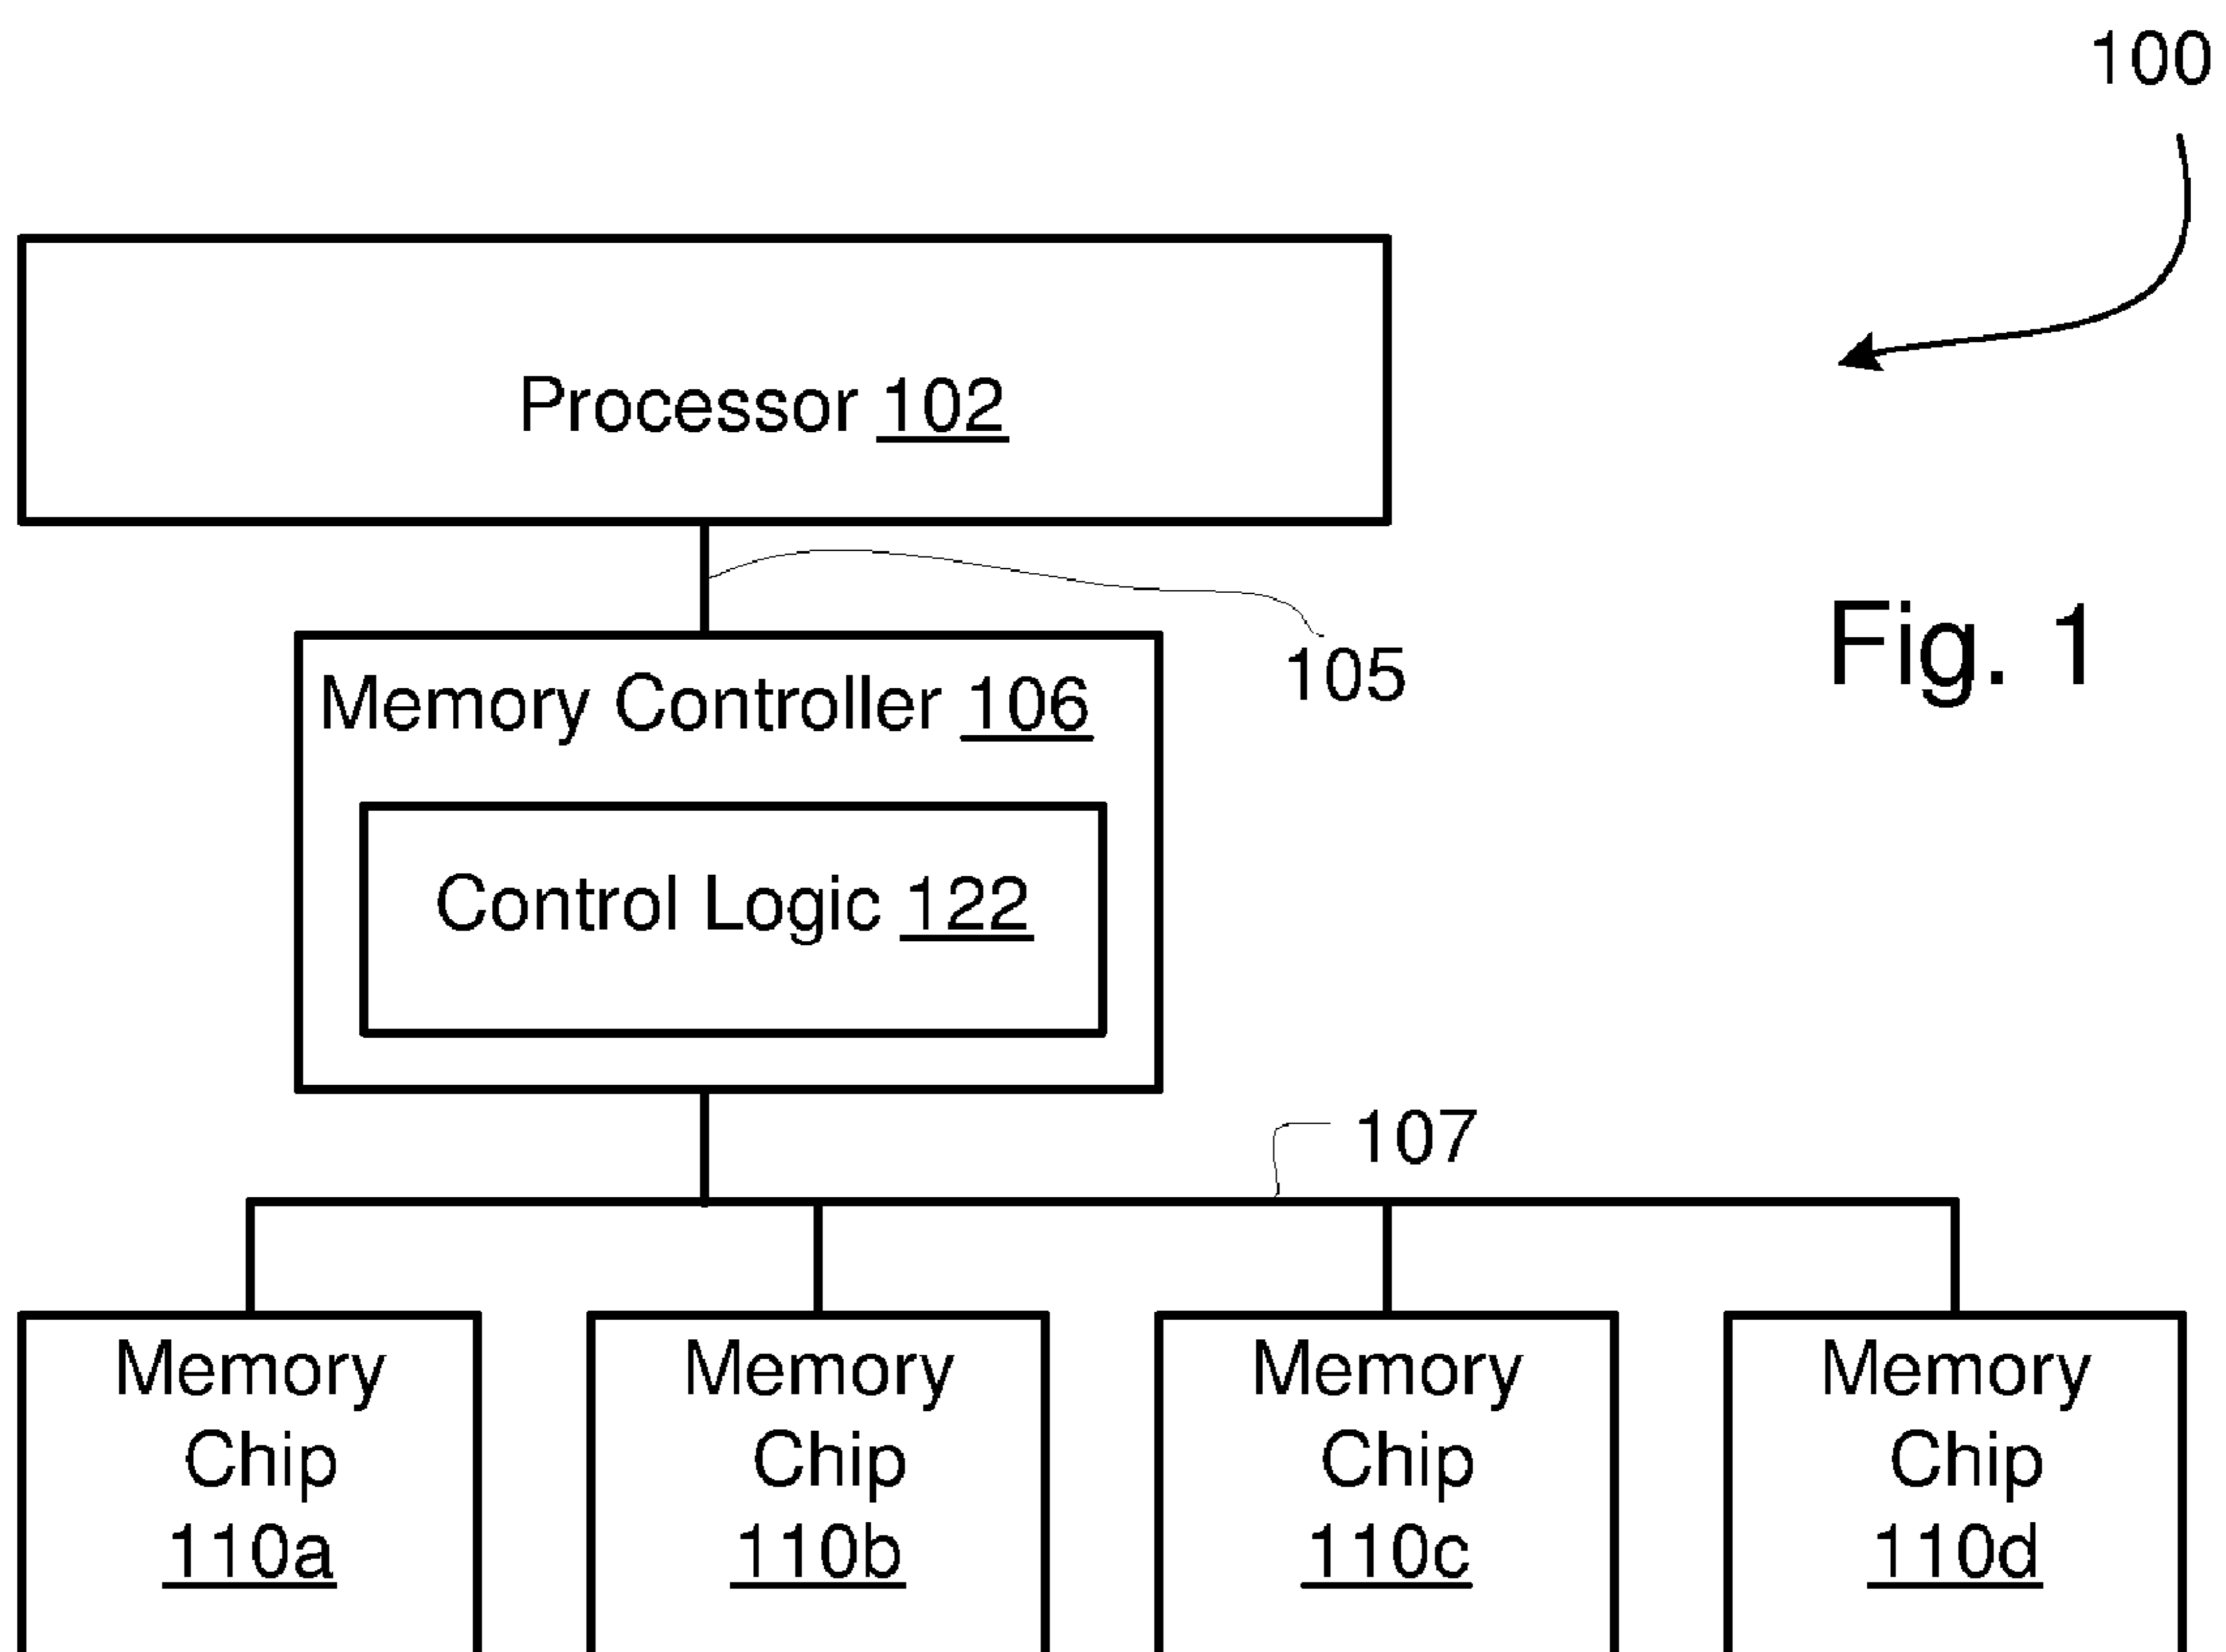 100
Processor 102
105
Fig. 1
Memory Controller 106
Control Logic 122
107
Memory
Chip
110a
Memory
Chip
110b
Memory
Chip
110c
Memory
Chip
110d